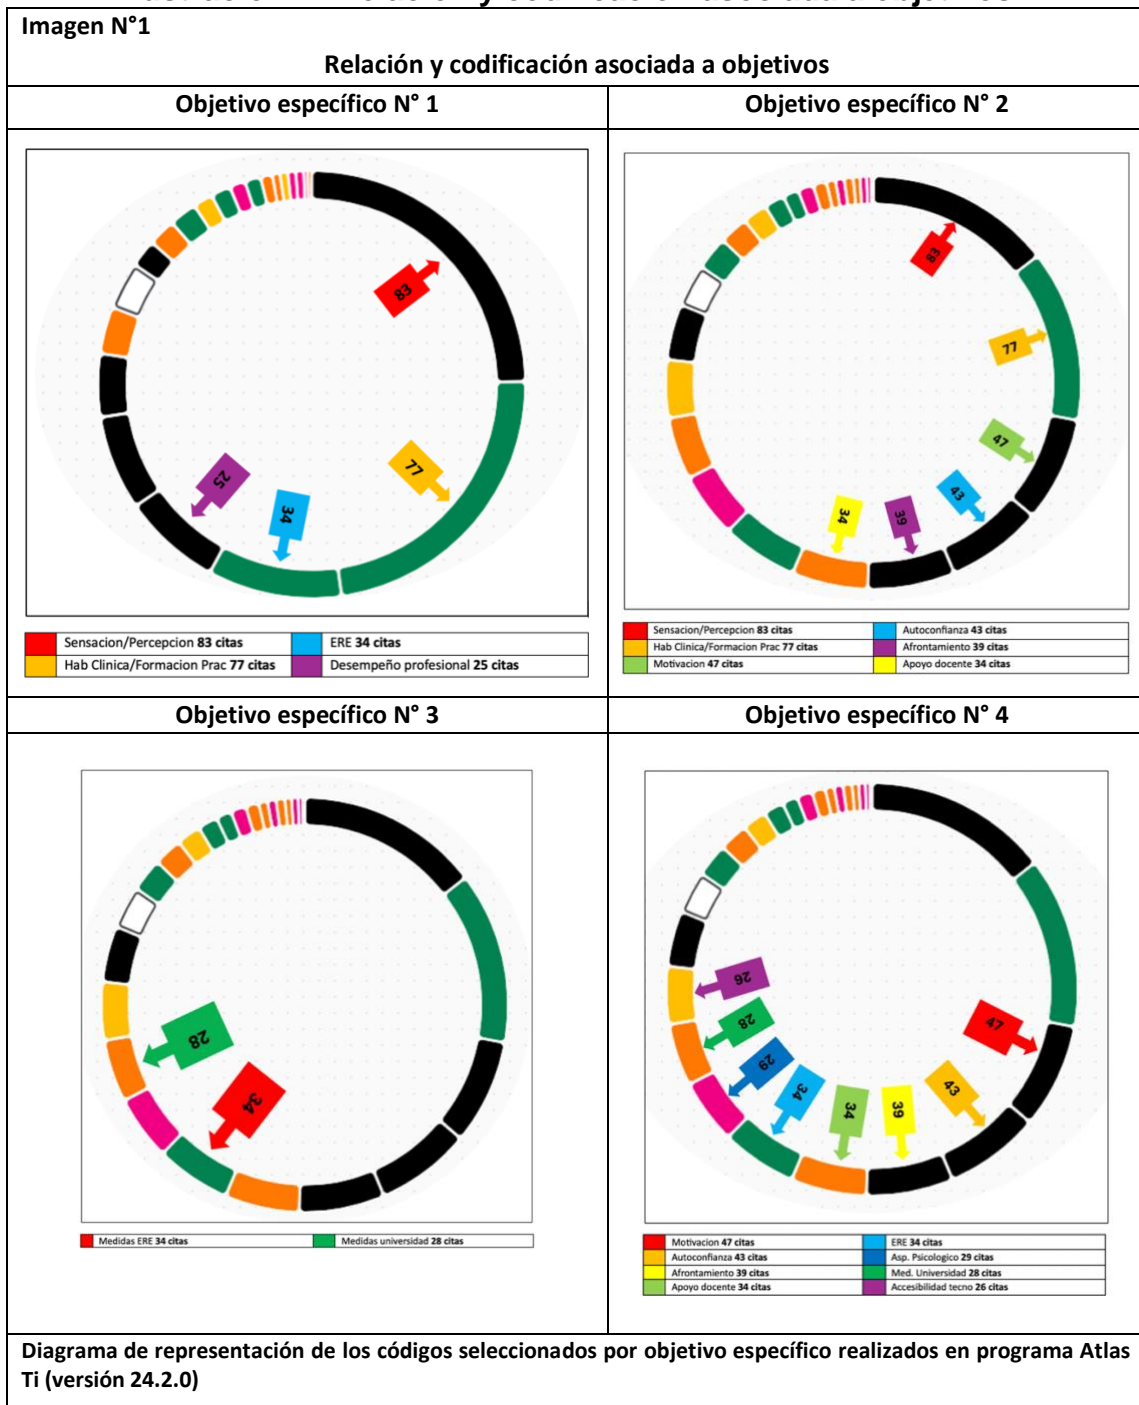 Imagen N°1
Relación y codificación asociada a objetivos
Objetivo específico N° 1
Objetivo específico N° 2
83
77
34
25
Sensacion/Percepcion 83 citas
ERE 34 citas
Hab Clinica/Formacion Prac 77 citas
Desempeño profesional 25 citas
83
77
47
43
39
34
Sensacion/Percepcion 83 citas
Autoconfianza 43 citas
Hab Clinica/Formacion Prac 77 citas
Afrontamiento 39 citas
Motivacion 47 citas
Apoyo docente 34 citas
Objetivo específico N° 3
Objetivo específico N° 4
28
34
Medidas ERE 34 citas
Medidas universidad 28 citas
26
28
29
34
34
39
43
47
Motivacion 47 citas
ERE 34 citas
Autoconfianza 43 citas
Asp. Psicologico 29 citas
Afrontamiento 39 citas
Med. Universidad 28 citas
Apoyo docente 34 citas
Accesibilidad tecno 26 citas
Diagrama de representación de los códigos seleccionados por objetivo específico realizados en programa Atlas
Ti (versión 24.2.0)